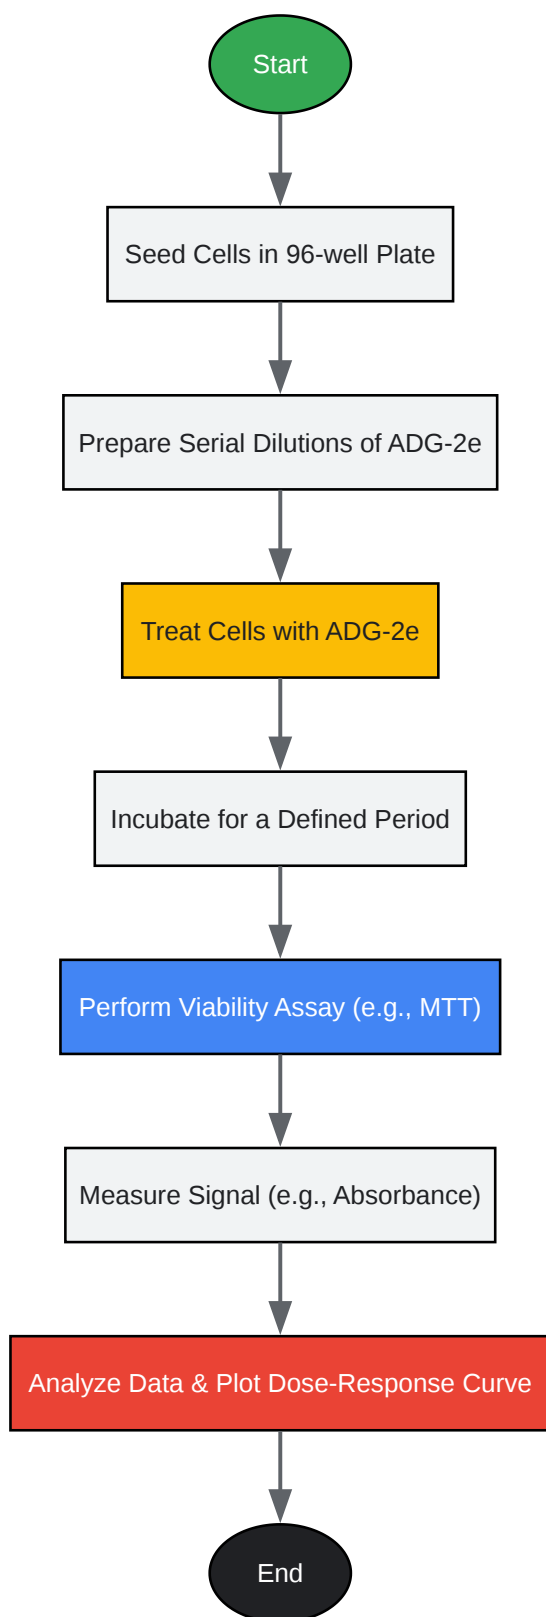 Start
Seed Cells in 96-well Plate
Prepare Serial Dilutions of ADG-2e
Treat Cells with ADG-2e
Incubate for a Defined Period
Perform Viability Assay (e.g., MTT)
Measure Signal (e.g., Absorbance)
Analyze Data & Plot Dose-Response Curve
End